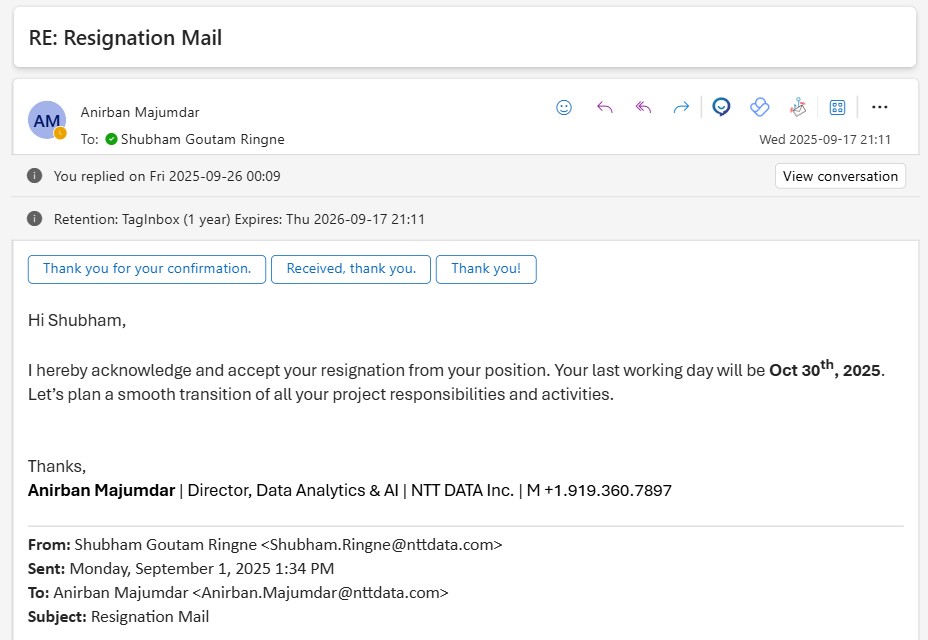 RE: Resignation Mail
AM
Anirban Majumdar
To: Shubham Goutam Ringne
Wed 2025-09-17 21:11
You replied on Fri 2025-09-26 00:09
View conversation
Retention: TagInbox (1 year) Expires: Thu 2026-09-17 21:11
Thank you for your confirmation. Received, thank you. Thank you!
Hi Shubham,
I hereby acknowledge and accept your resignation from your position. Your last working day will be Oct 30th, 2025.
Let’s plan a smooth transition of all your project responsibilities and activities.
Thanks,
Anirban Majumdar | Director, Data Analytics & AI | NTT DATA Inc. | M +1.919.360.7897
From: Shubham Goutam Ringne <Shubham.Ringne@nttdata.com>
Sent: Monday, September 1, 2025 1:34 PM
To: Anirban Majumdar <Anirban.Majumdar@nttdata.com>
Subject: Resignation Mail